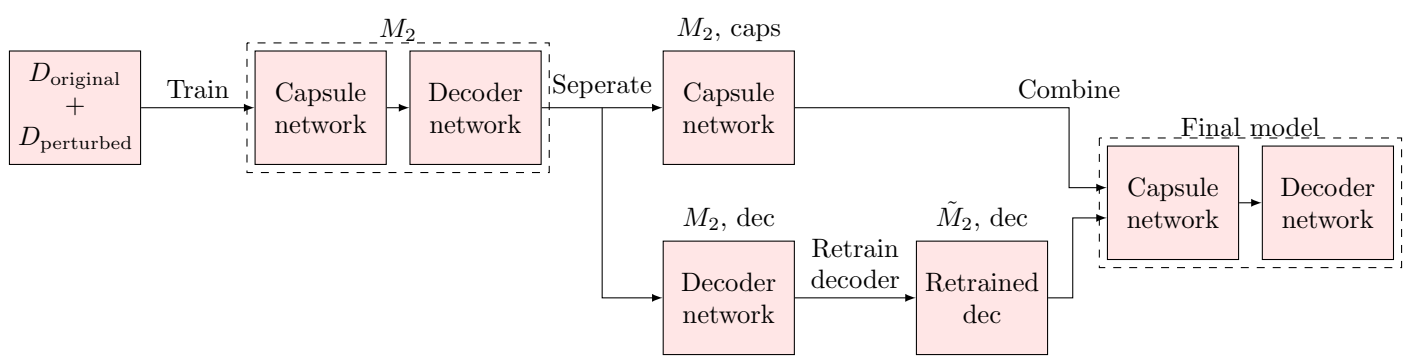 D_original
+
D_perturbed
Train
M_2
Capsule
network
Decoder
network
Seperate
M_2, caps
Capsule
network
Combine
M_2, dec
Decoder
network
Retrain
decoder
M̃_2, dec
Retrained
dec
Final model
Capsule
network
Decoder
network